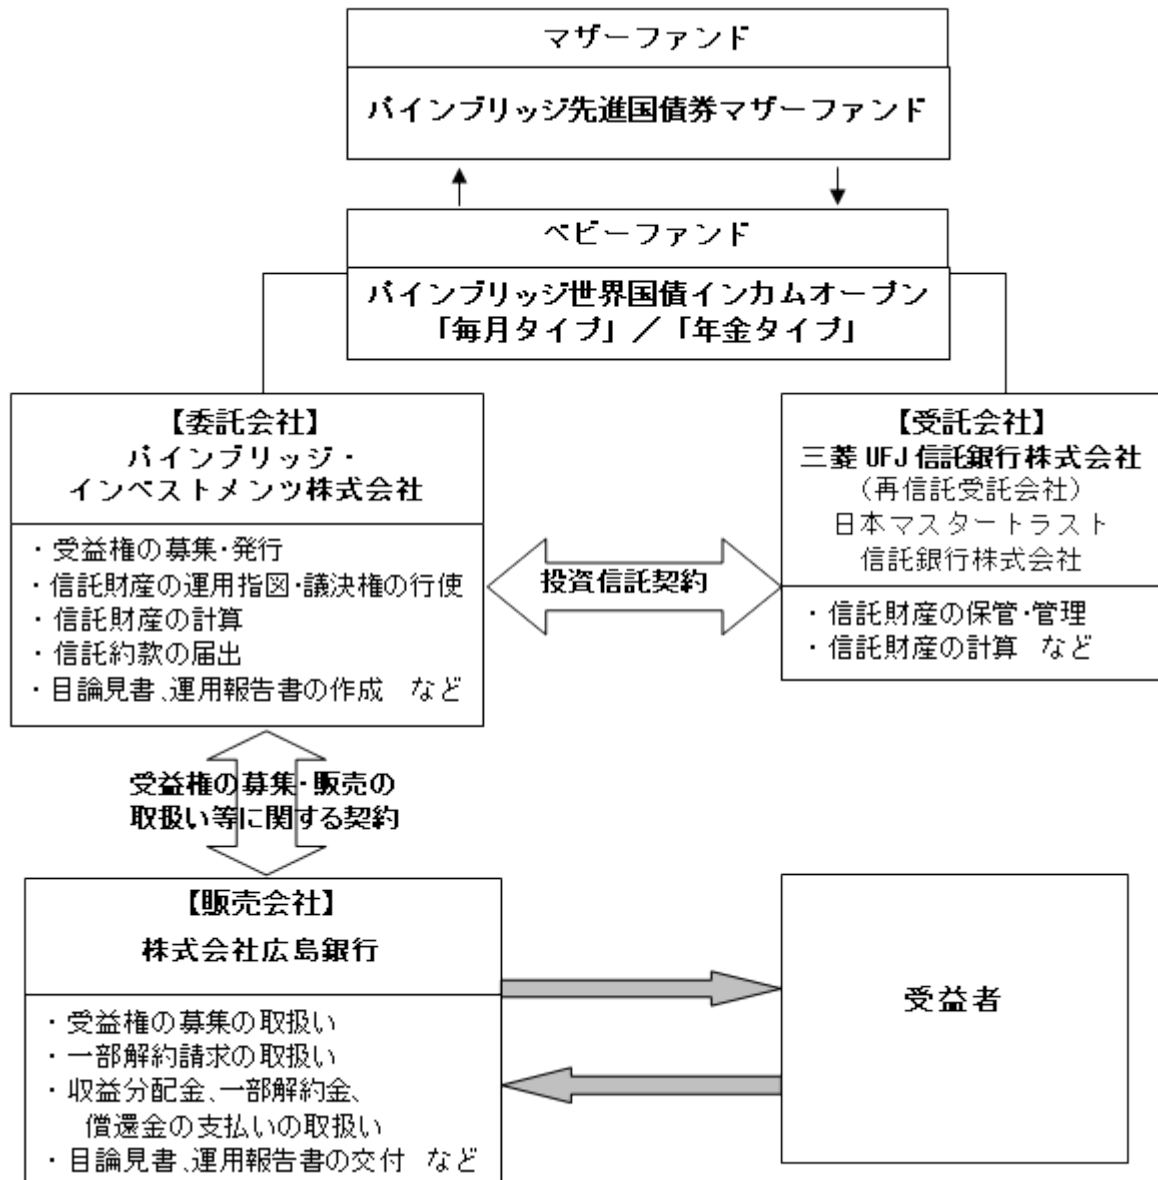 マザーファンド
パインブリッジ先進国債券マザーファンド
ベビーファンド
パインブリッジ世界国債インカムオープン
「毎月タイプ」／「年金タイプ」
【委託会社】
パインブリッジ・
インベストメンツ株式会社
・受益権の募集・発行
・信託財産の運用指図・議決権の行使
・信託財産の計算
・信託約款の届出
・目論見書、運用報告書の作成　など
投資信託契約
【受託会社】
三菱UFJ信託銀行株式会社
（再信託受託会社）
日本マスタートラスト
信託銀行株式会社
・信託財産の保管・管理
・信託財産の計算　など
受益権の募集・販売の
取扱い等に関する契約
【販売会社】
株式会社広島銀行
・受益権の募集の取扱い
・一部解約請求の取扱い
・収益分配金、一部解約金、
償還金の支払いの取扱い
・目論見書、運用報告書の交付　など
受益者